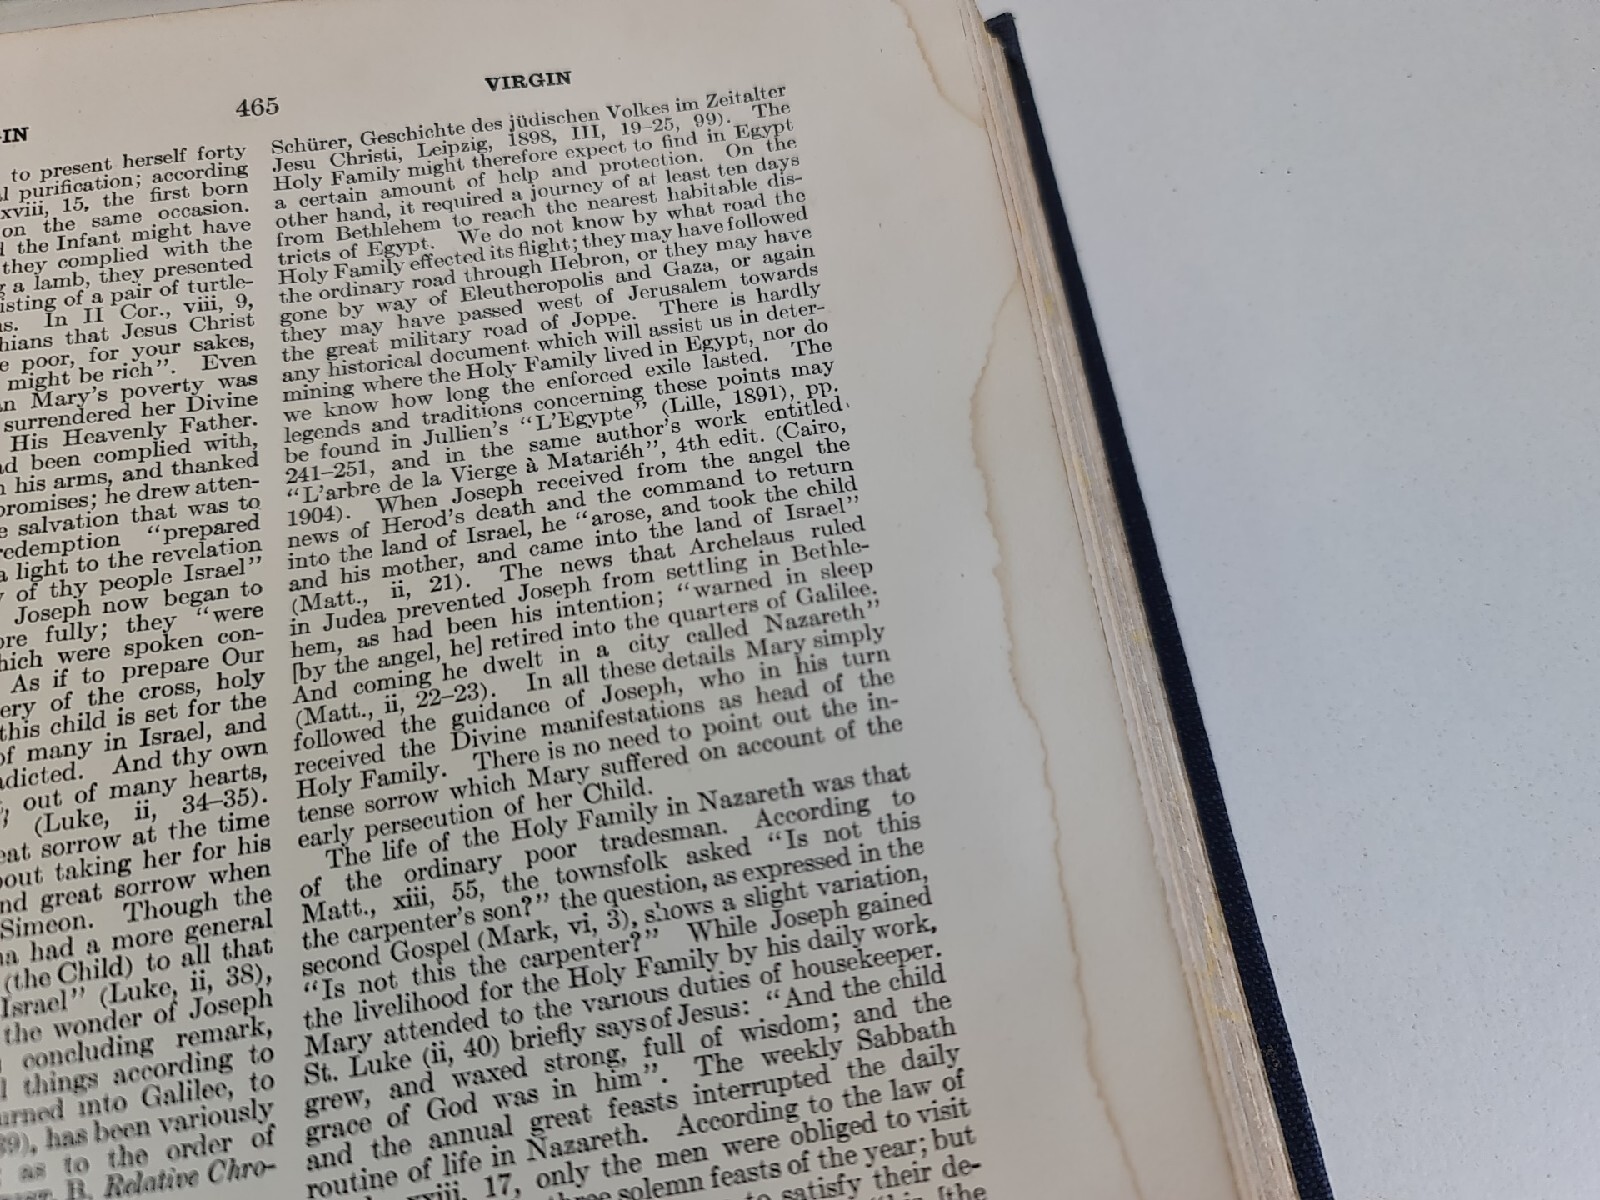 IN
465
VIRGIN
to present herself forty
purification; according
xviii, 15, the first born
on the same occasion.
the Infant might have
they complied with the
a lamb, they presented
isting of a pair of turtle-
In II Cor., viii, 9,
hians that Jesus Christ
poor, for your sakes,
might be rich”. Even
Mary's poverty was
surrendered her Divine
His Heavenly Father.
been complied with,
his arms, and thanked
promises; he drew atten-
salvation that was to
redemption “prepared
a light to the revelation
of thy people Israel”
Joseph now began to
ore fully; they “were
hich were spoken con-
As if to prepare Our
ery of the cross, holy
this child is set for the
of many in Israel, and
adicted. And thy own
out of many hearts,
(Luke, ii, 34–35).
eat sorrow at the time
bout taking her for his
nd great sorrow when
Simeon. Though the
had a more general
(the Child) to all that
Israel” (Luke, ii, 38),
the wonder of Joseph
concluding remark,
things according to
urned into Galilee, to
39), has been variously
as to the order of
B. Relative Chro-
Schürer, Geschichte des jüdischen Volkes im Zeitalter
Jesu Christi, Leipzig, 1898, III, 19–25, 99). The
Holy Family might therefore expect to find in Egypt
a certain amount of help and protection. On the
other hand, it required a journey of at least ten days
from Bethlehem to reach the nearest habitable dis-
tricts of Egypt. We do not know by what road the
Holy Family effected its flight; they may have followed
the ordinary road through Hebron, or they may have
gone by way of Eleutheropolis and Gaza, or again
they may have passed west of Jerusalem towards
the great military road of Joppe. There is hardly
any historical document which will assist us in deter-
mining where the Holy Family lived in Egypt, nor do
we know how long the enforced exile lasted. The
legends and traditions concerning these points may
be found in Jullien's “L'Egypte” (Lille, 1891), pp.
241–251, and in the same author's work entitled
“L'arbre de la Vierge à Matariéh”, 4th edit. (Cairo,
1904). When Joseph received from the angel the
news of Herod's death and the command to return
into the land of Israel, he “arose, and took the child
and his mother, and came into the land of Israel”
(Matt., ii, 21). The news that Archelaus ruled
in Judea prevented Joseph from settling in Bethle-
hem, as had been his intention; “warned in sleep
[by the angel, he] retired into the quarters of Galilee.
And coming he dwelt in a city called Nazareth”
(Matt., ii, 22–23). In all these details Mary simply
followed the guidance of Joseph, who in his turn
received the Divine manifestations as head of the
Holy Family. There is no need to point out the in-
tense sorrow which Mary suffered on account of the
early persecution of her Child.
The life of the Holy Family in Nazareth was that
of the ordinary poor tradesman. According to
Matt., xiii, 55, the townsfolk asked “Is not this
the carpenter's son?” the question, as expressed in the
second Gospel (Mark, vi, 3), shows a slight variation,
“Is not this the carpenter?” While Joseph gained
the livelihood for the Holy Family by his daily work,
Mary attended to the various duties of housekeeper.
St. Luke (ii, 40) briefly says of Jesus: “And the child
grew, and waxed strong, full of wisdom; and the
grace of God was in him”. The weekly Sabbath
and the annual great feasts interrupted the daily
routine of life in Nazareth. According to the law of
xxiii, 17, only the men were obliged to visit
three solemn feasts of the year; but
to satisfy their de-
[the